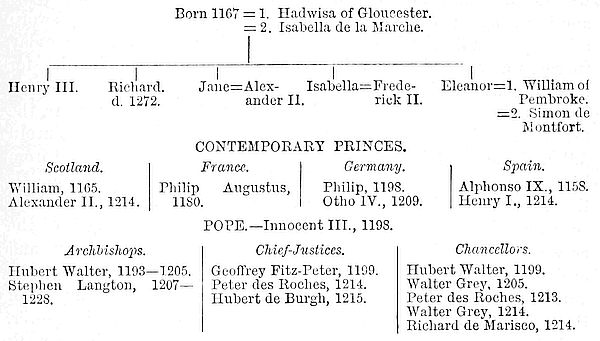 Born 1167 = 1. Hadwisa of Gloucester.
= 2. Isabella de la Marche.
Henry III.
Richard.
d. 1272.
Jane=Alex-
ander II.
Isabella=Frede-
rick II.
Eleanor=1. William of
Pembroke.
=2. Simon de
Montfort.
CONTEMPORARY PRINCES.
Scotland.
William, 1165.
Alexander II., 1214.
France.
Philip Augustus,
1180.
Germany.
Philip, 1198.
Otho IV., 1209.
Spain.
Alphonso IX., 1158.
Henry I., 1214.
POPE.—Innocent III., 1198.
Archbishops.
Hubert Walter, 1193—1205.
Stephen Langton, 1207—
1228.
Chief-Justices.
Geoffrey Fitz-Peter, 1199.
Peter des Roches, 1214.
Hubert de Burgh, 1215.
Chancellors.
Hubert Walter, 1199.
Walter Grey, 1205.
Peter des Roches, 1213.
Walter Grey, 1214.
Richard de Marisco, 1214.